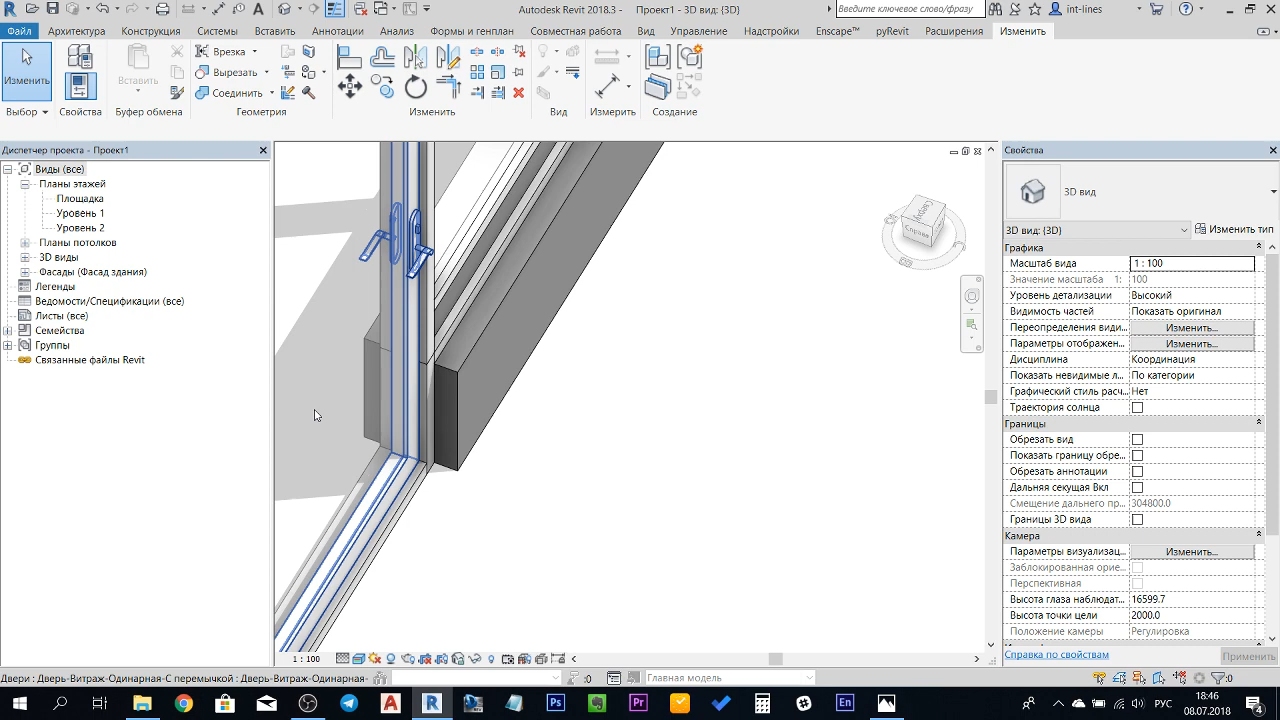 Autodesk Revit 2018.3 - Проект1 - 3D вид: {3D}
Введите ключевое слово/фразу
int-lines
Файл Архитектура Конструкция Системы Вставить Аннотации Анализ Формы и генплан Совместная работа Вид Управление Надстройки Enscape™ pyRevit Расширения Изменить
Изменить
Вставить
Врезка
Вырезать
Соединить
Выбор Свойства Буфер обмена Геометрия Изменить Вид Измерить Создание
Диспетчер проекта - Проект1
Виды (все)
Планы этажей
Площадка
Уровень 1
Уровень 2
Планы потолков
3D виды
Фасады (Фасад здания)
Легенды
Ведомости/Спецификации (все)
Листы (все)
Семейства
Группы
Связанные файлы Revit
Справа
Свойства
3D вид
3D вид: {3D}
Изменить тип
Графика
Масштаб вида 1 : 100
Значение масштаба 1: 100
Уровень детализации Высокий
Видимость частей Показать оригинал
Переопределения види... Изменить...
Параметры отображен... Изменить...
Дисциплина Координация
Показать невидимые л... По категории
Графический стиль расч... Нет
Траектория солнца
Границы
Обрезать вид
Показать границу обре...
Обрезать аннотации
Дальняя секущая Вкл
Смещение дальнего пр... 304800.0
Границы 3D вида
Камера
Параметры визуализац... Изменить...
Заблокированная орие...
Перспективная
Высота глаза наблюдат... 16599.7
Высота точки цели 2000.0
Положение камеры Регулировка
Справка по свойствам
Применить
1 : 100
Двери : Дверь-Витраж-Одинарная-С перемычкой : Дверь-Витраж-Одинарная-
:0
Главная модель
:0
A
R
Ps
Pr
En
РУС
18:46
08.07.2018
4